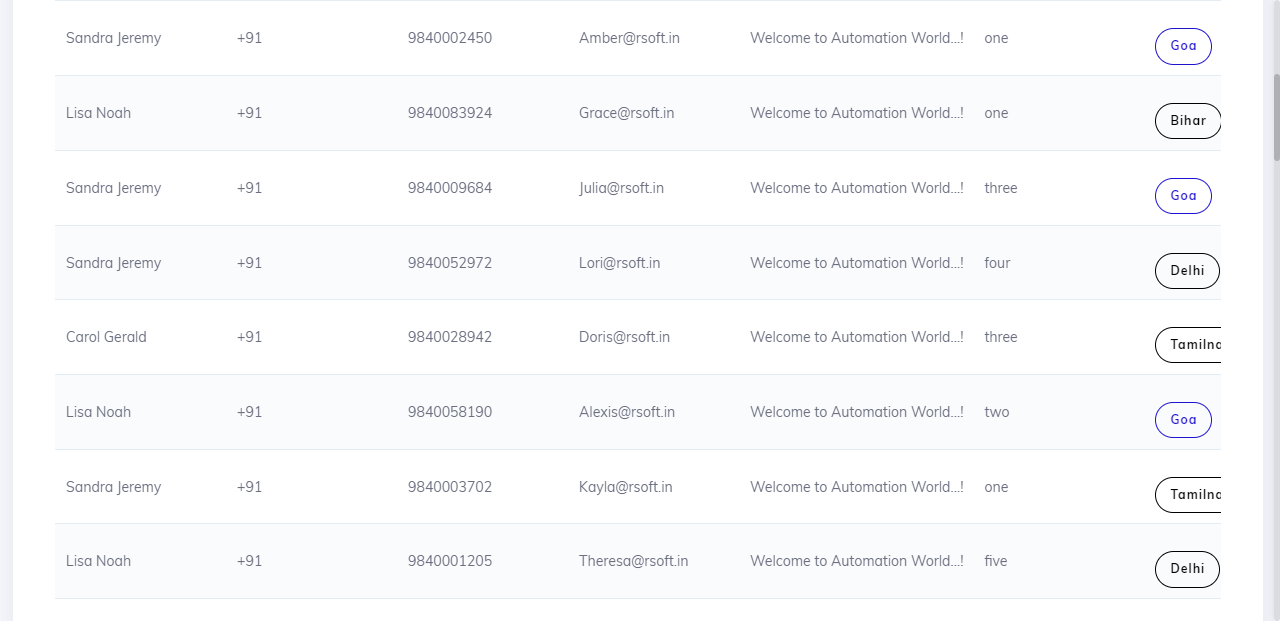 Sandra Jeremy +91 9840002450 Amber@rsoft.in Welcome to Automation World...! one Goa
Lisa Noah +91 9840083924 Grace@rsoft.in Welcome to Automation World...! one Bihar
Sandra Jeremy +91 9840009684 Julia@rsoft.in Welcome to Automation World...! three Goa
Sandra Jeremy +91 9840052972 Lori@rsoft.in Welcome to Automation World...! four Delhi
Carol Gerald +91 9840028942 Doris@rsoft.in Welcome to Automation World...! three Tamilna
Lisa Noah +91 9840058190 Alexis@rsoft.in Welcome to Automation World...! two Goa
Sandra Jeremy +91 9840003702 Kayla@rsoft.in Welcome to Automation World...! one Tamilna
Lisa Noah +91 9840001205 Theresa@rsoft.in Welcome to Automation World...! five Delhi